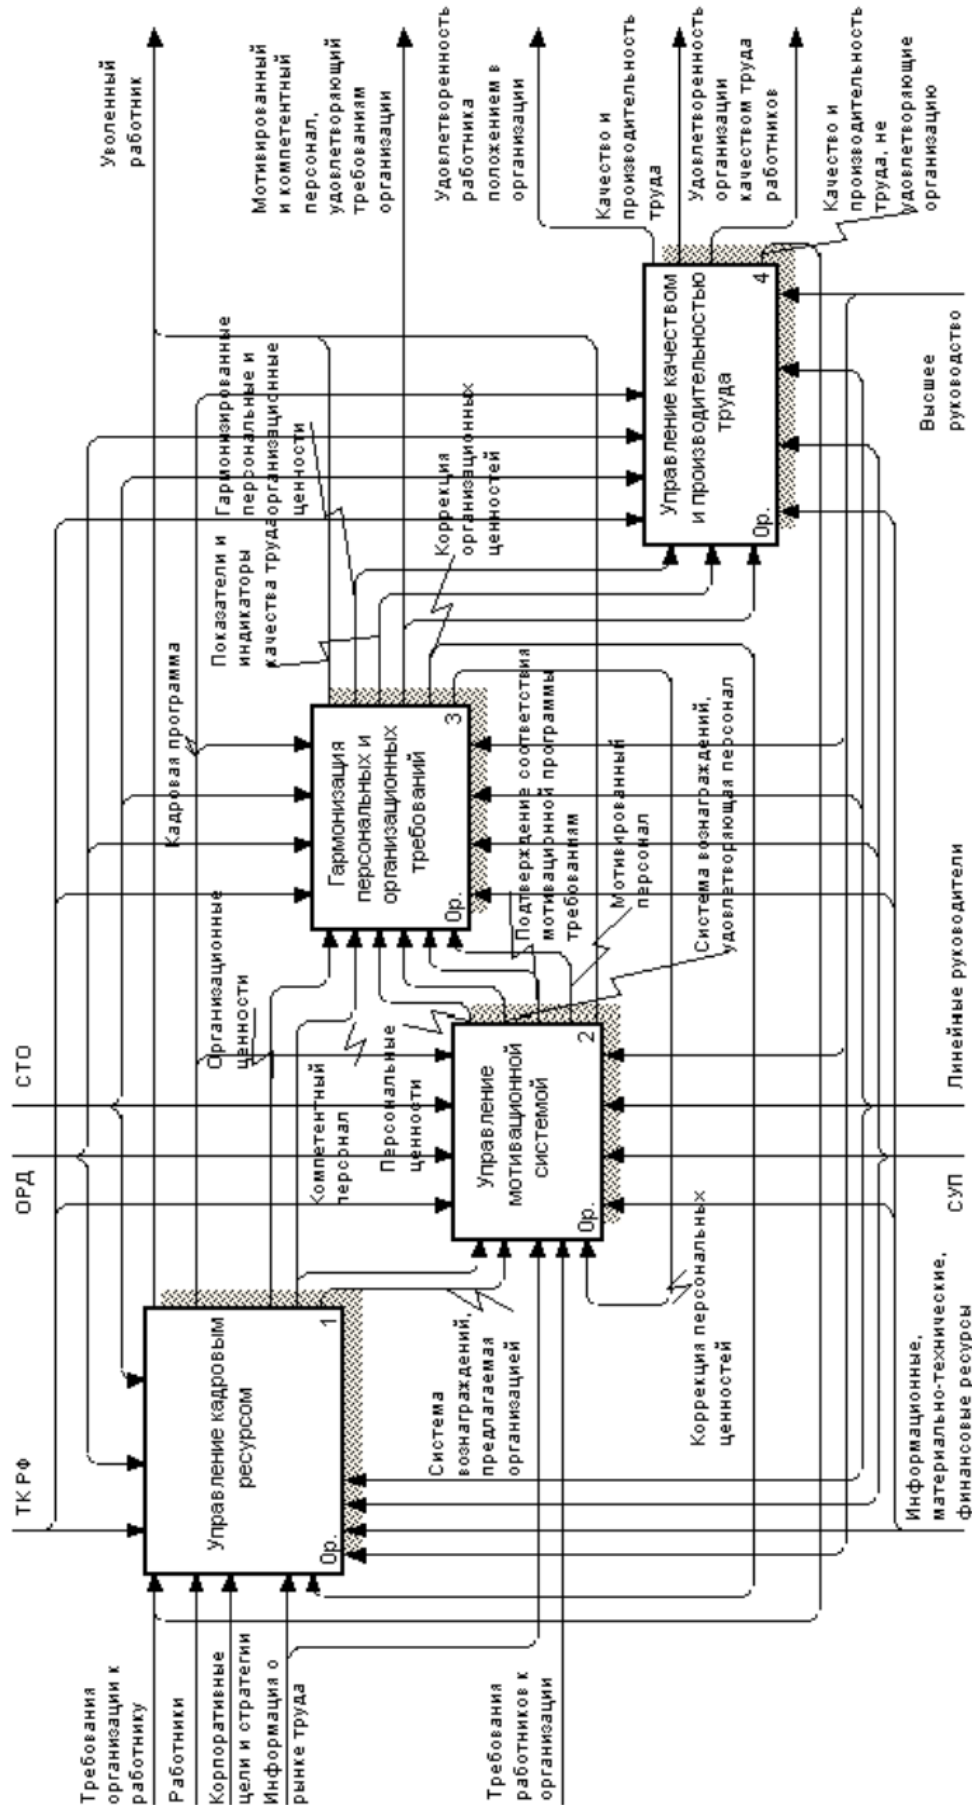 ТК РФ
ОРД
СТО
Требования
организации к
работнику
Работники
Корпоративные
цели и стратегии
Информация о
рынке труда
Требования
работников к
организации
Управление кадровым
ресурсом
0р.
1
Система
вознаграждений,
предлагаемая
организацией
Организационные
ценности
Компетентный
персонал
Персональные
ценности
Кадровая программа
Управление
мотивационной
системой
0р.
2
Коррекция персональных
ценностей
Подтверждение соответствия
мотивационной программы
требованиям
Мотивированный
персонал
Система вознаграждений,
удовлетворяющая персонал
Гармонизация
персональных и
организационных
требований
0р.
3
Показатели и
индикаторы
качества труда
Гармонизированные
персональные и
организационные
ценности
Коррекция
организационных
ценностей
Управление качеством
и производительностью
труда
0р.
4
Уволенный
работник
Мотивированный
и компетентный
персонал,
удовлетворяющий
требованиям
организации
Удовлетворенность
работника
положением в
организации
Качество и
производительность
труда
Удовлетворенность
организации
качеством труда
работников
Качество и
производительность
труда, не
удовлетворяющие
организацию
Информационные,
материально-технические,
финансовые ресурсы
СУП
Линейные руководители
Высшее
руководство